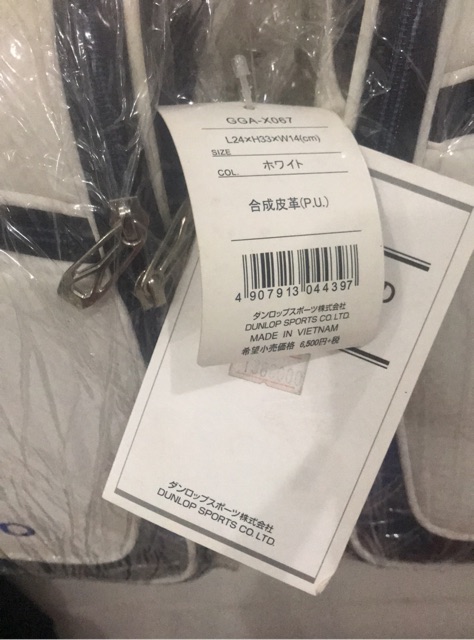 GGA-X067
L24×H33×W14(cm)
SIZE
COL. ホワイト
合成皮革(P.U.)
4 907913 044397
ダンロップスポーツ株式会社
DUNLOP SPORTS CO.LTD.
MADE IN VIETNAM
希望小売価格 6,500円+税
O
ダンロップスポーツ株式会社
DUNLOP SPORTS CO.LTD.
O